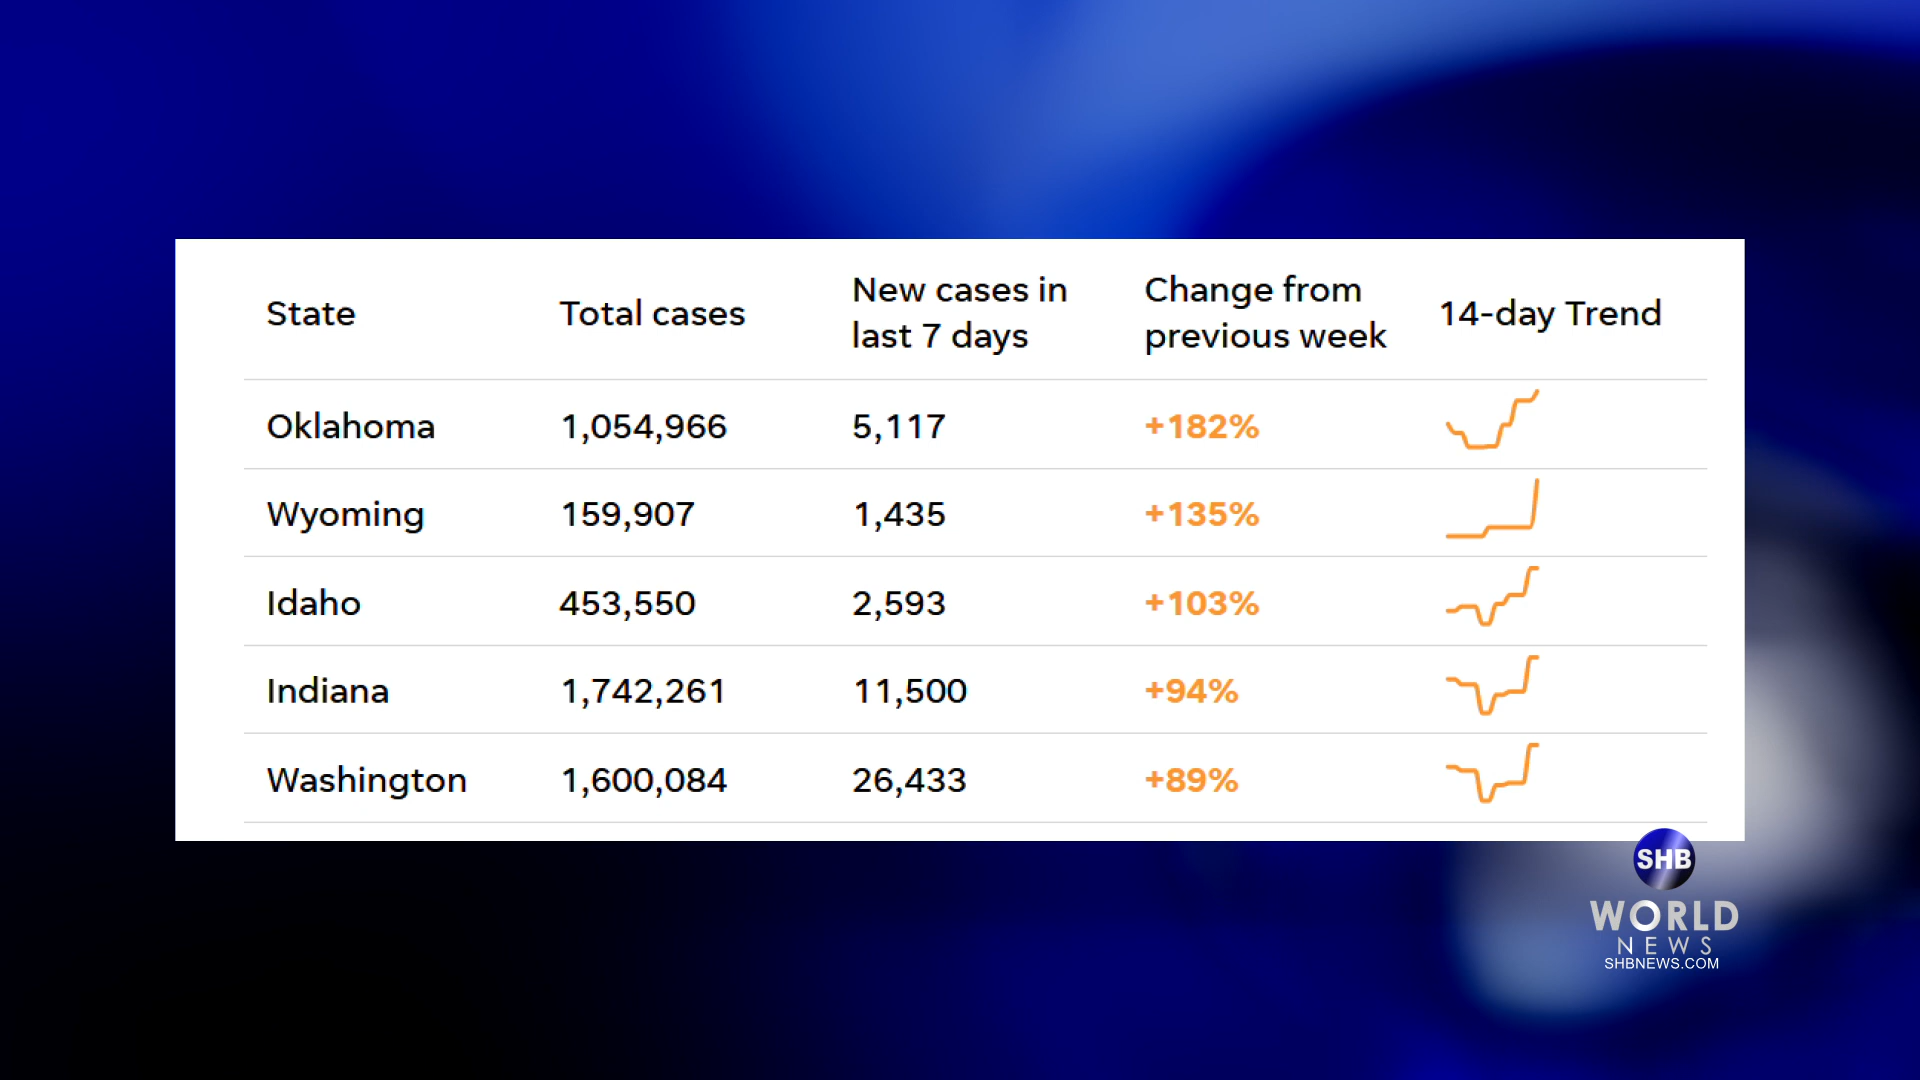 State Total cases New cases in last 7 days Change from previous week 14-day Trend
Oklahoma 1,054,966 5,117 +182%
Wyoming 159,907 1,435 +135%
Idaho 453,550 2,593 +103%
Indiana 1,742,261 11,500 +94%
Washington 1,600,084 26,433 +89%
SHB
WORLD
NEWS
SHBNEWS.COM